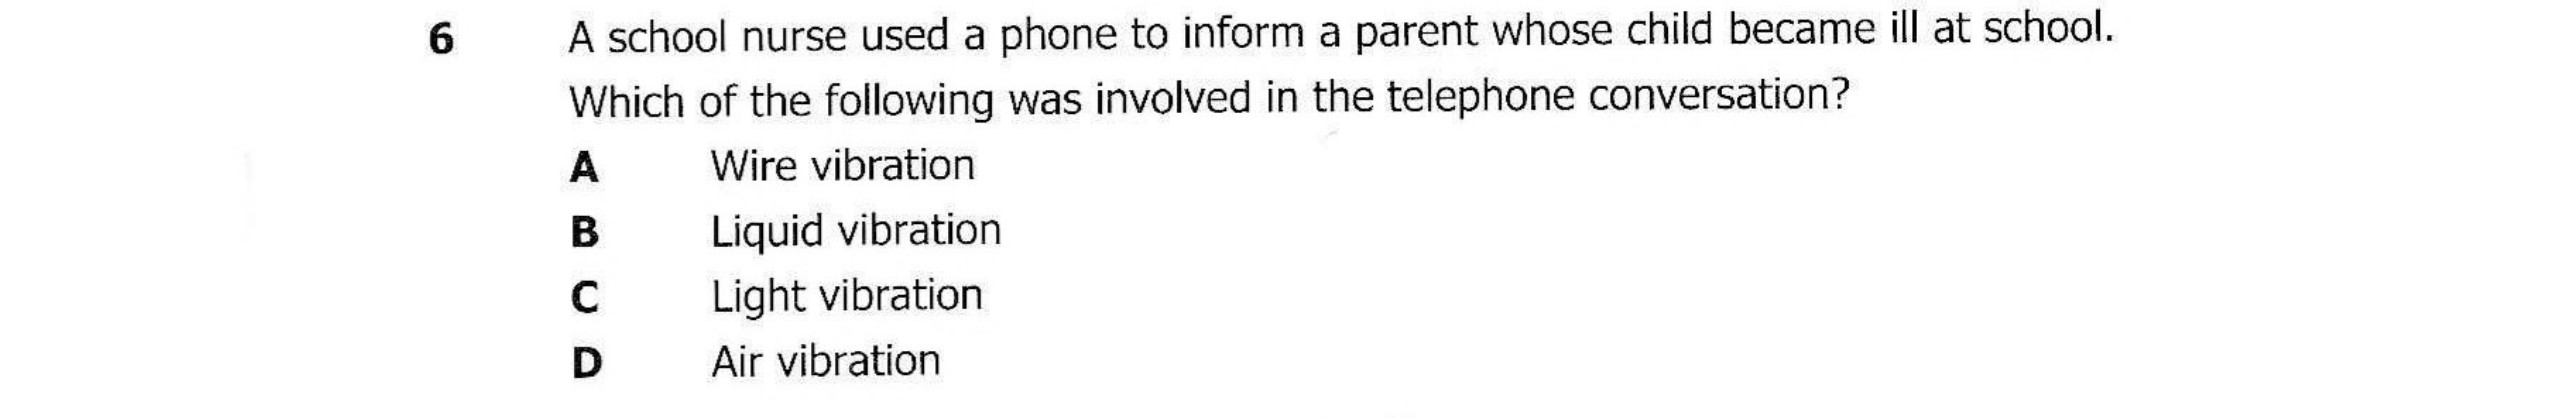 6 A school nurse used a phone to inform a parent whose child became ill at school.
Which of the following was involved in the telephone conversation?
A Wire vibration
B Liquid vibration
C Light vibration
D Air vibration